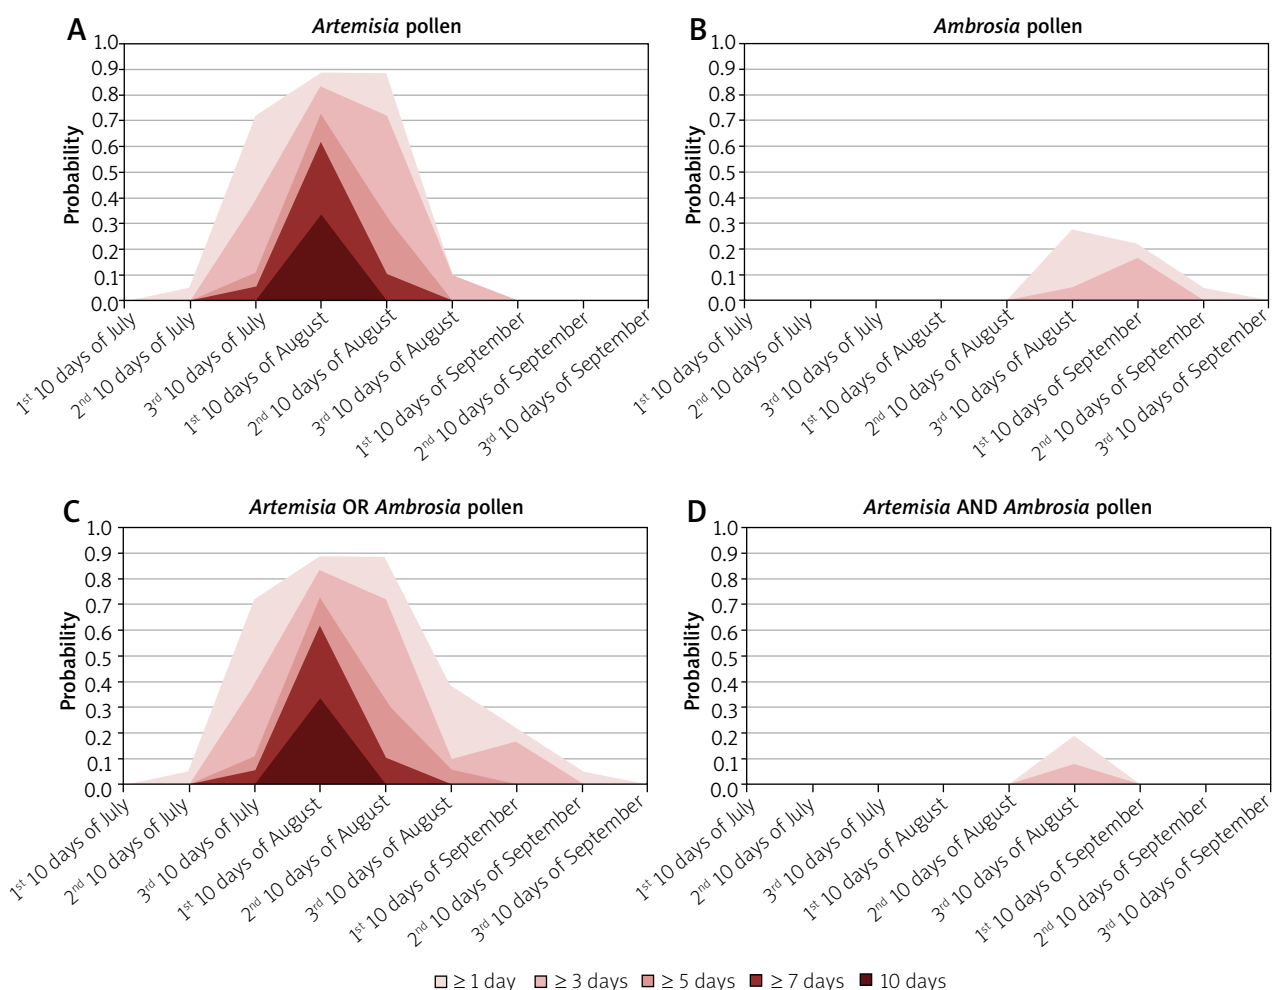 A
Artemisia pollen
Probability
1.0
0.9
0.8
0.7
0.6
0.5
0.4
0.3
0.2
0.1
0.0
1st 10 days of July
2nd 10 days of July
3rd 10 days of July
1st 10 days of August
2nd 10 days of August
3rd 10 days of August
1st 10 days of September
2nd 10 days of September
3rd 10 days of September
B
Ambrosia pollen
Probability
1.0
0.9
0.8
0.7
0.6
0.5
0.4
0.3
0.2
0.1
0.0
1st 10 days of July
2nd 10 days of July
3rd 10 days of July
1st 10 days of August
2nd 10 days of August
3rd 10 days of August
1st 10 days of September
2nd 10 days of September
3rd 10 days of September
C
Artemisia OR Ambrosia pollen
Probability
1.0
0.9
0.8
0.7
0.6
0.5
0.4
0.3
0.2
0.1
0.0
1st 10 days of July
2nd 10 days of July
3rd 10 days of July
1st 10 days of August
2nd 10 days of August
3rd 10 days of August
1st 10 days of September
2nd 10 days of September
3rd 10 days of September
D
Artemisia AND Ambrosia pollen
Probability
1.0
0.9
0.8
0.7
0.6
0.5
0.4
0.3
0.2
0.1
0.0
1st 10 days of July
2nd 10 days of July
3rd 10 days of July
1st 10 days of August
2nd 10 days of August
3rd 10 days of August
1st 10 days of September
2nd 10 days of September
3rd 10 days of September
≥ 1 day ≥ 3 days ≥ 5 days ≥ 7 days 10 days